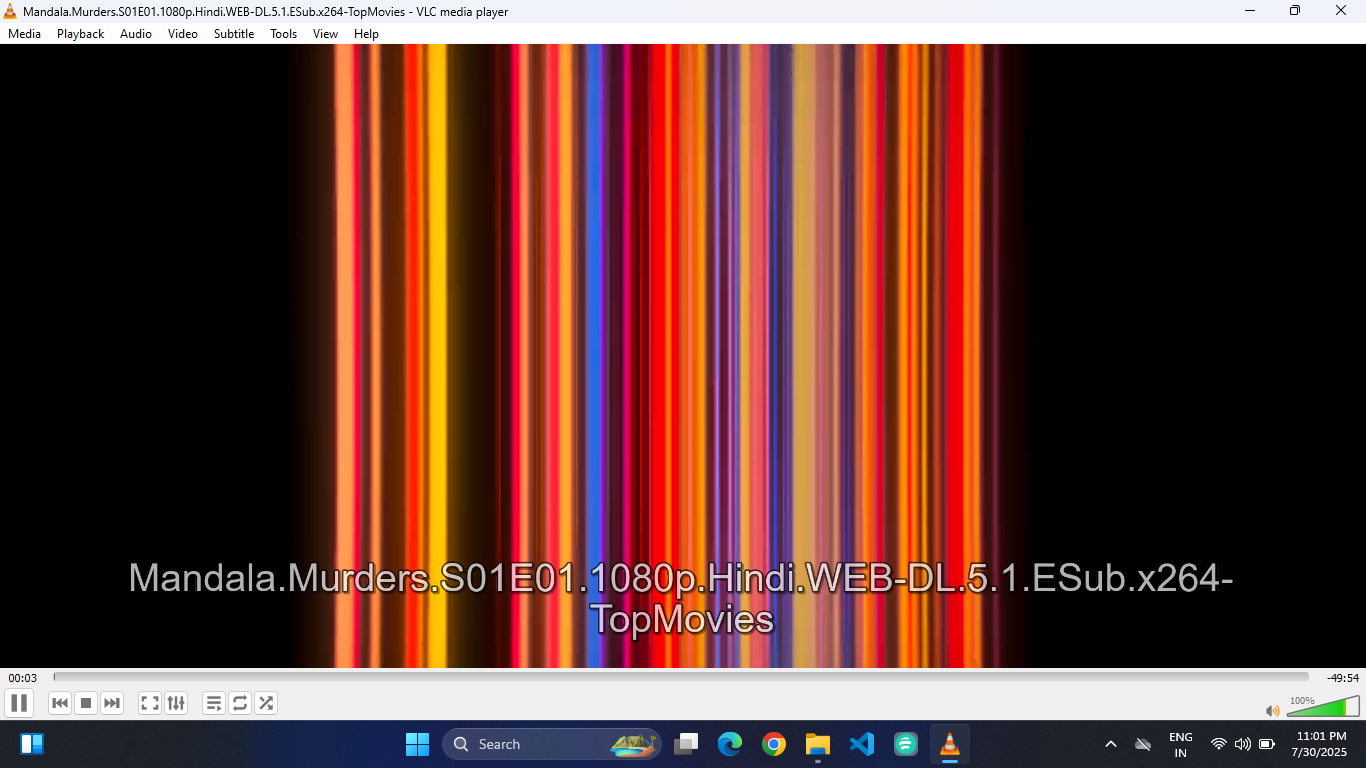 Mandala.Murders.S01E01.1080p.Hindi.WEB-DL.5.1.ESub.x264-TopMovies - VLC media player
Media Playback Audio Video Subtitle Tools View Help
Mandala.Murders.S01E01.1080p.Hindi.WEB-DL.5.1.ESub.x264-
TopMovies
00:03 -49:54
100%
Search
ENG
IN
11:01 PM
7/30/2025